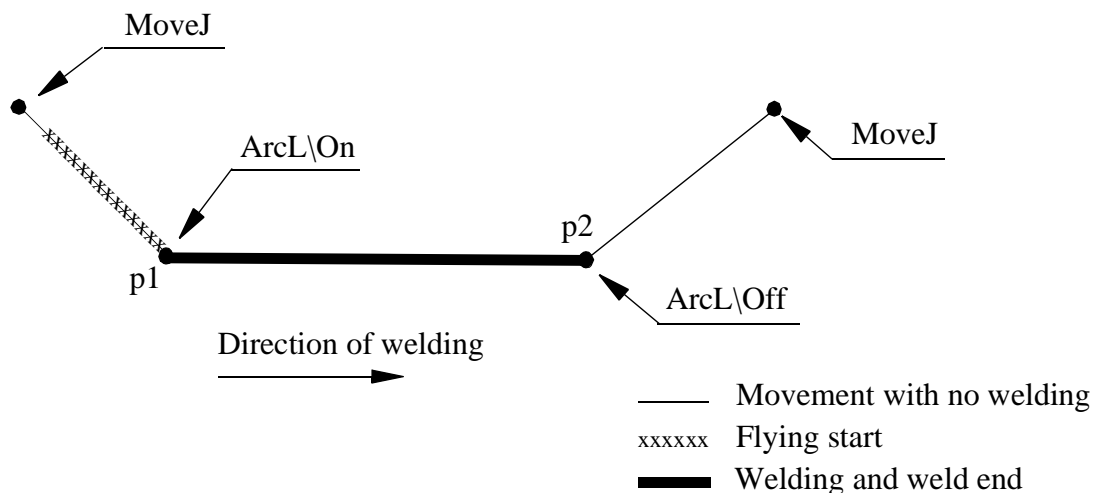 MoveJ
ArcL\On
MoveJ
p2
p1
ArcL\Off
Direction of welding
Movement with no welding
xxxxxx Flying start
Welding and weld end